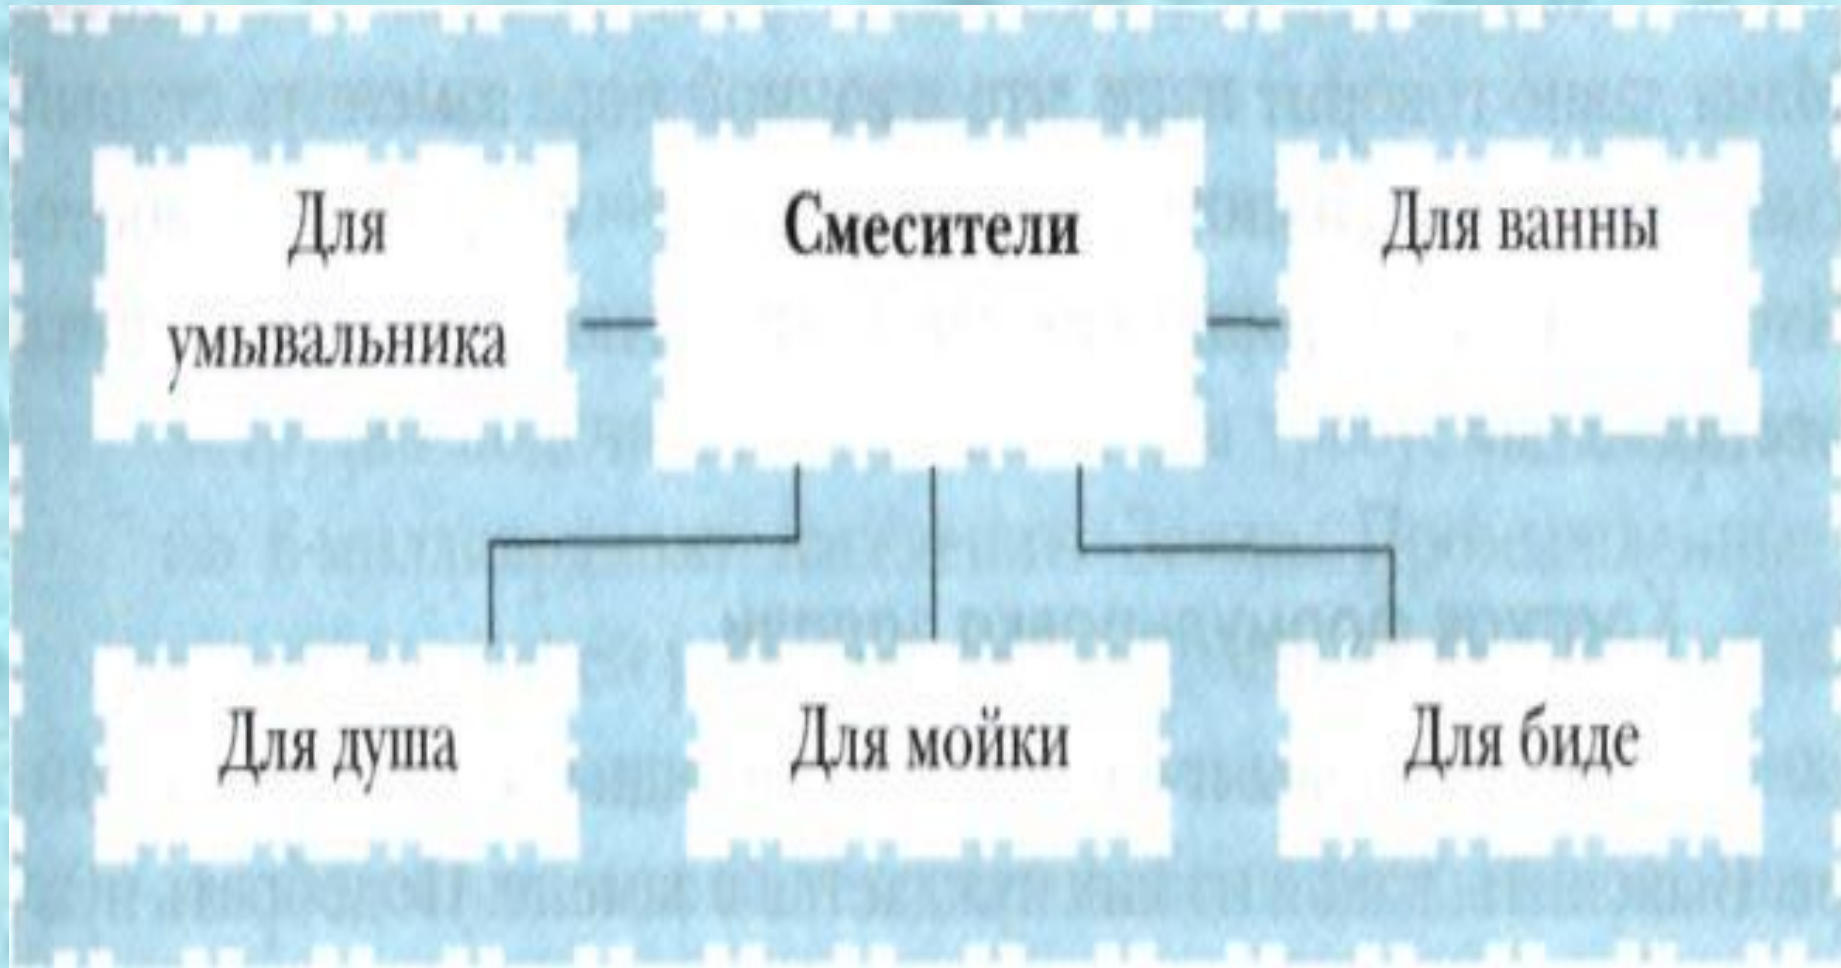 Для
умывальника
Смесители
Для ванны
Для душа
Для мойки
Для биде